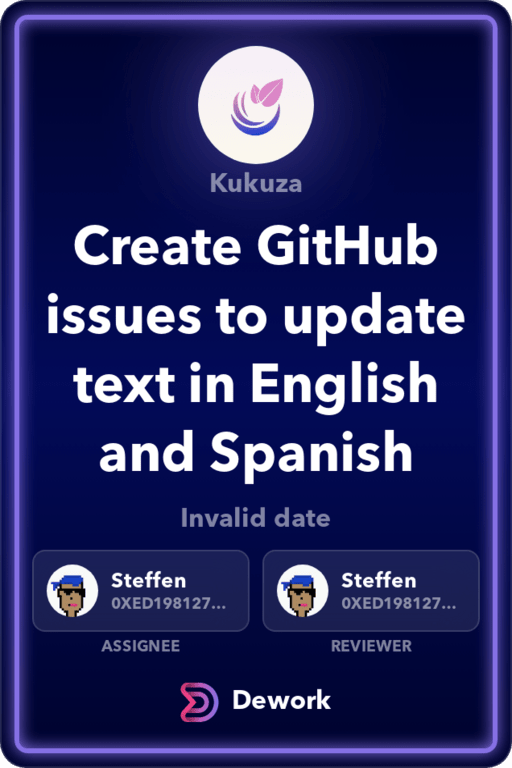 Kukuza
Create GitHub
issues to update
text in English
and Spanish
Invalid date
Steffen
0XED198127...
ASSIGNEE
Steffen
0XED198127...
REVIEWER
Dework